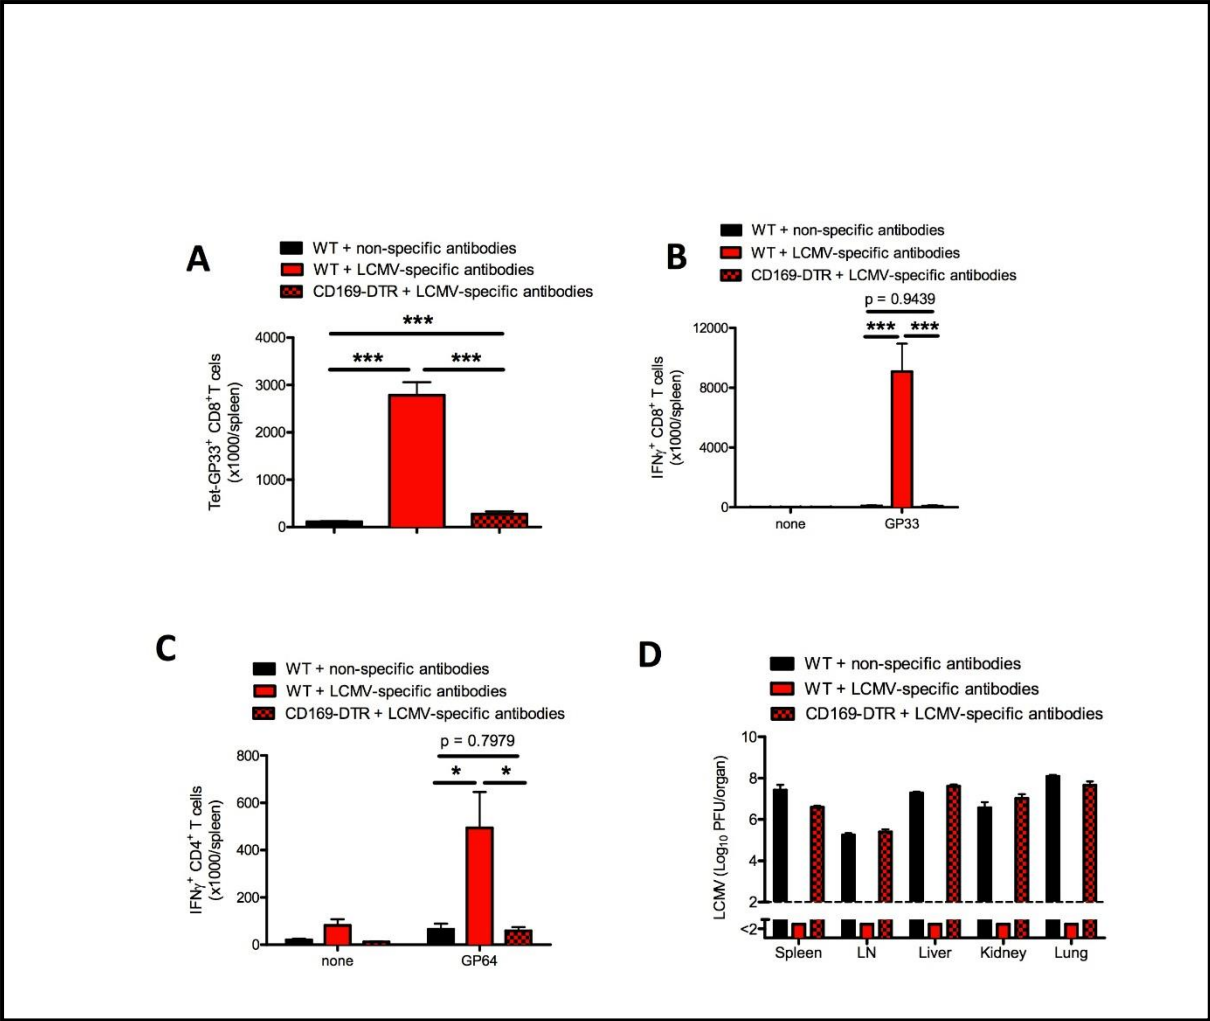 A
WT + non-specific antibodies
WT + LCMV-specific antibodies
CD169-DTR + LCMV-specific antibodies
***
***
***
4000
3000
2000
1000
0
Tet-GP33⁺ CD8⁺T cells
(x1000/spleen)
B
WT + non-specific antibodies
WT + LCMV-specific antibodies
CD169-DTR + LCMV-specific antibodies
p = 0.9439
***
***
12000
8000
4000
0
IFNγ⁺ CD8⁺ T cells
(x1000/spleen)
none
GP33
C
WT + non-specific antibodies
WT + LCMV-specific antibodies
CD169-DTR + LCMV-specific antibodies
p = 0.7979
*
*
800
600
400
200
0
IFNγ⁺ CD4⁺ T cells
(x1000/spleen)
none
GP64
D
WT + non-specific antibodies
WT + LCMV-specific antibodies
CD169-DTR + LCMV-specific antibodies
10
8
6
4
2
<2
LCMV (Log₁₀ PFU/organ)
Spleen
LN
Liver
Kidney
Lung